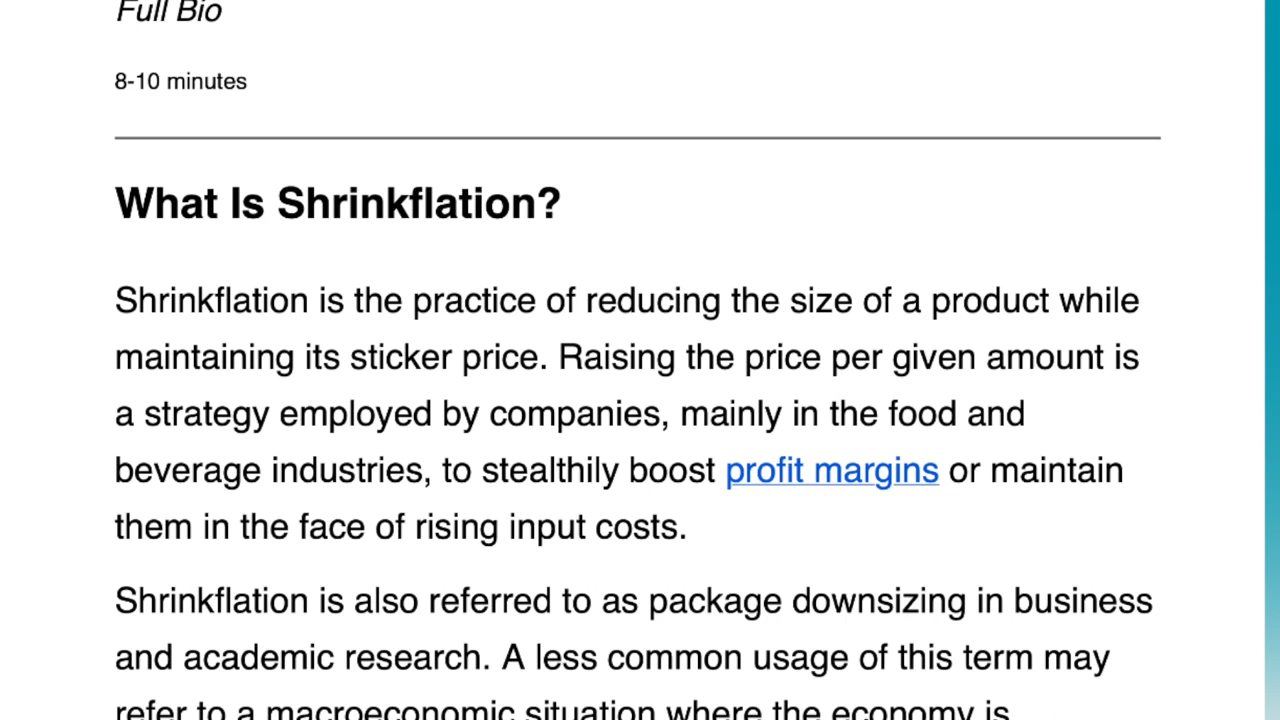 Full Bio
8-10 minutes
What Is Shrinkflation?
Shrinkflation is the practice of reducing the size of a product while
maintaining its sticker price. Raising the price per given amount is
a strategy employed by companies, mainly in the food and
beverage industries, to stealthily boost profit margins or maintain
them in the face of rising input costs.
Shrinkflation is also referred to as package downsizing in business
and academic research. A less common usage of this term may
refer to a macroeconomic situation where the economy is